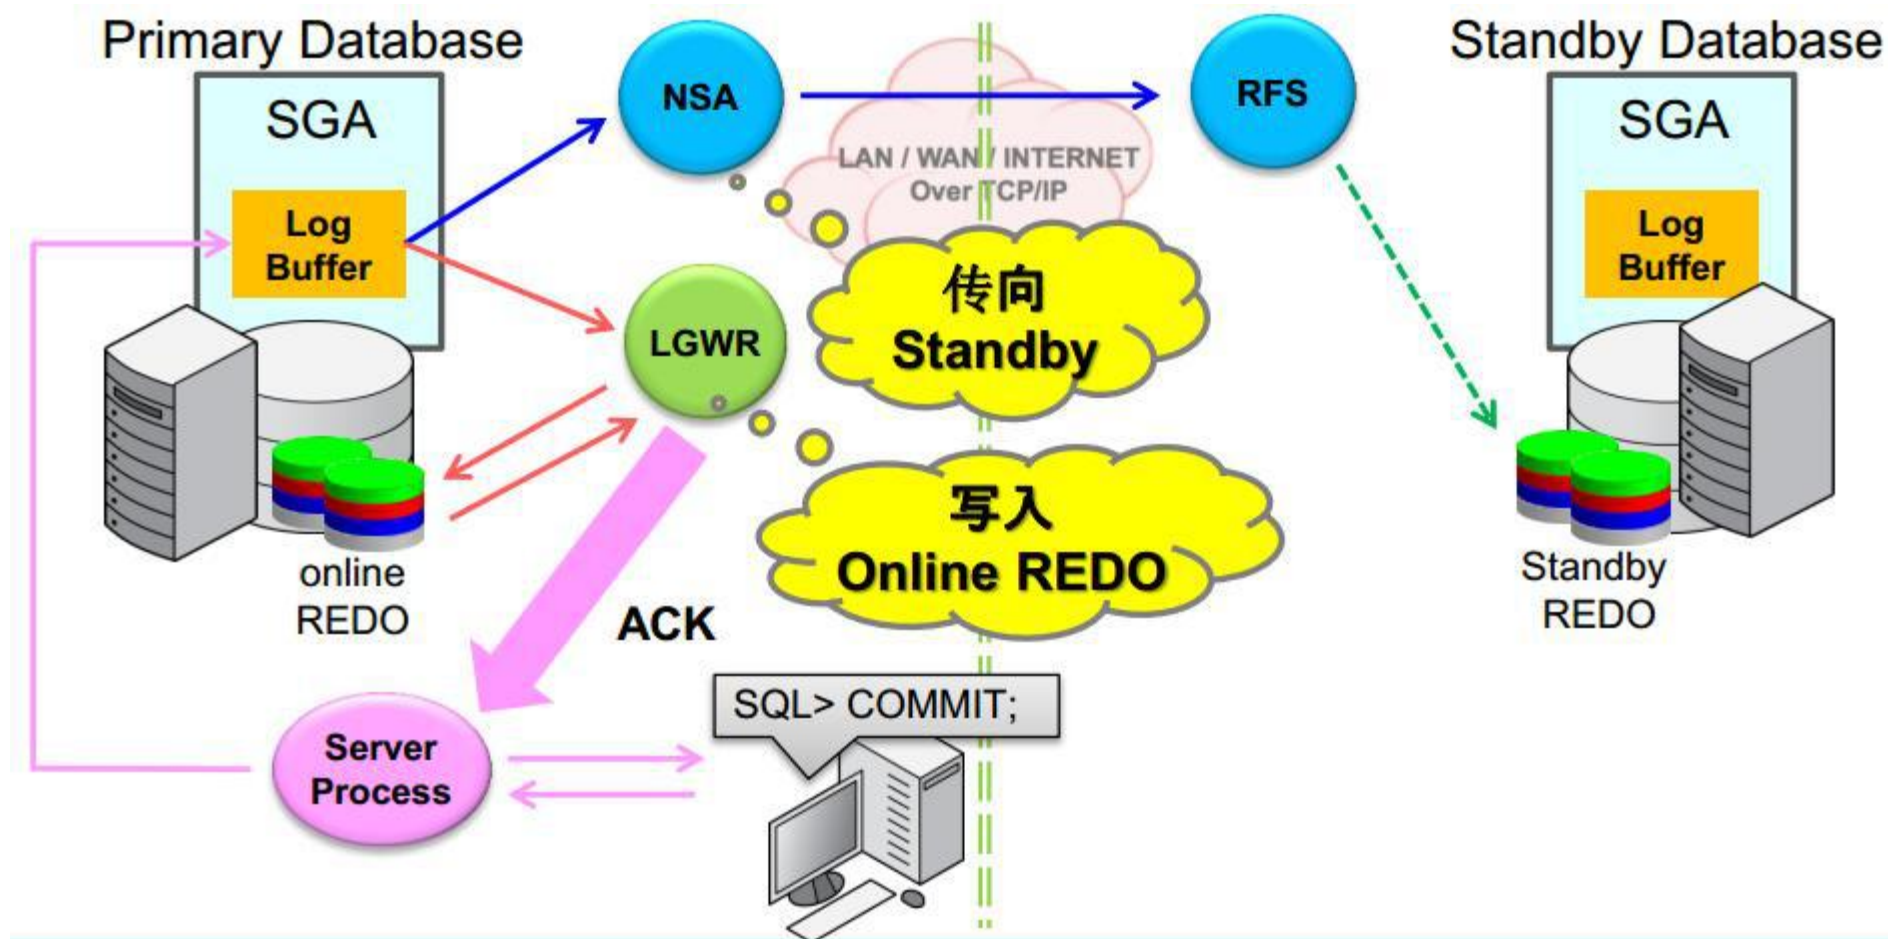 Primary Database
SGA
Log
Buffer
online
REDO
NSA
LAN / WAN / INTERNET
Over TCP/IP
RFS
传向
Standby
LGWR
写入
Online REDO
ACK
SQL> COMMIT;
Server
Process
Standby Database
SGA
Log
Buffer
Standby
REDO